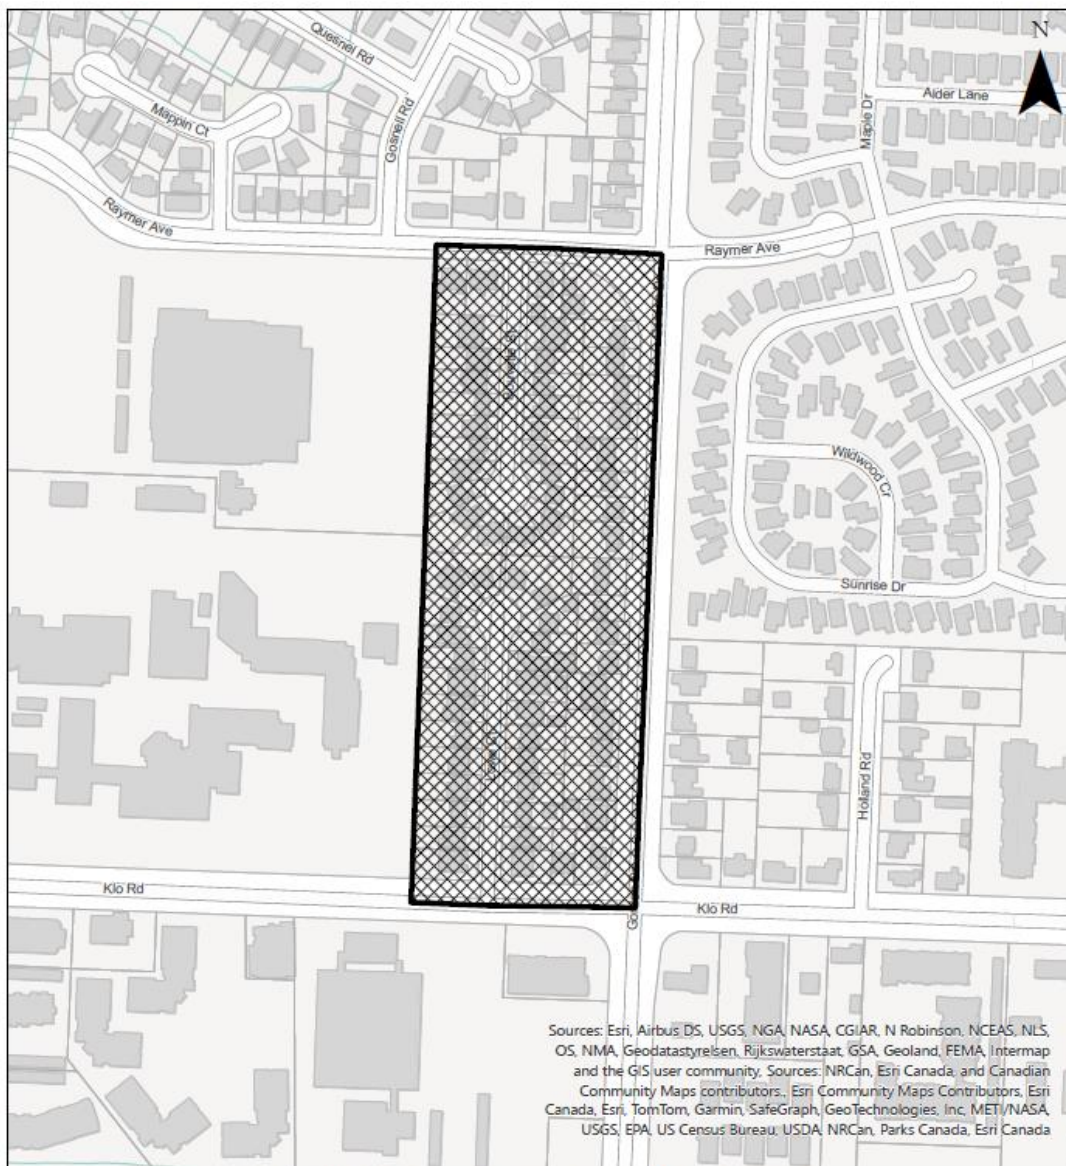 N
Quesnel Rd
Alder Lane
Mappin Ct
Gosnell Rd
Maple Dr
Raymer Ave
Raymer Ave
Wildwood Cr
Sunrise Dr
Holland Rd
Klo Rd
Klo Rd
Go
Sources: Esri, Airbus DS, USGS, NGA, NASA, CGIAR, N Robinson, NCEAS, NLS,
OS, NMA, Geodatastyrelsen, Rijkswaterstaat, GSA, Geoland, FEMA, Intermap
and the GIS user community, Sources: NRCan, Esri Canada, and Canadian
Community Maps contributors., Esri Community Maps Contributors, Esri
Canada, Esri, TomTom, Garmin, SafeGraph, GeoTechnologies, Inc, METI/NASA,
USGS, EPA, US Census Bureau, USDA, NRCan, Parks Canada, Esri Canada